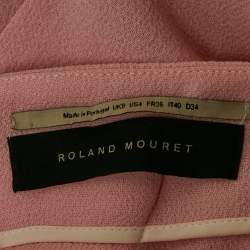 Made in Portugal UK8 US4 FR36 IT40 D34
ROLAND MOURET